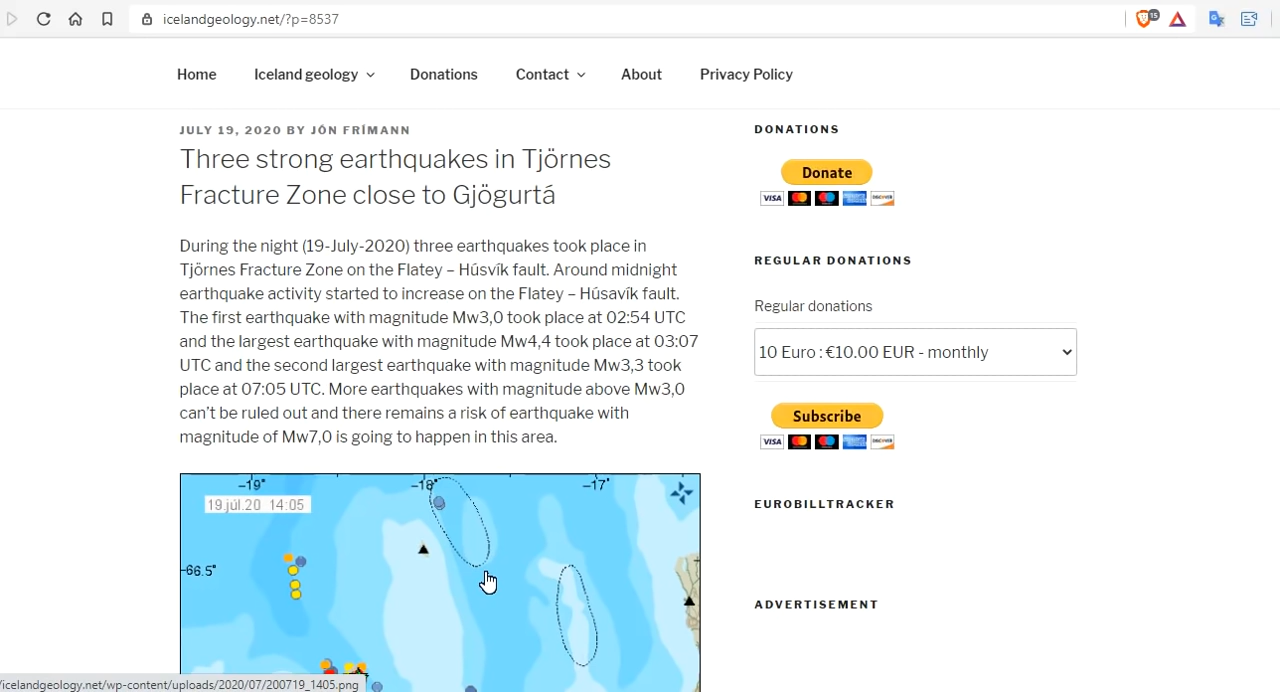 icelandgeology.net/?p=8537
15
Home
Iceland geology
Donations
Contact
About
Privacy Policy
JULY 19, 2020 BY JÓN FRÍMANN
Three strong earthquakes in Tjörnes
Fracture Zone close to Gjögurtá
During the night (19-July-2020) three earthquakes took place in
Tjörnes Fracture Zone on the Flatey – Húsvík fault. Around midnight
earthquake activity started to increase on the Flatey – Húsavík fault.
The first earthquake with magnitude Mw3,0 took place at 02:54 UTC
and the largest earthquake with magnitude Mw4,4 took place at 03:07
UTC and the second largest earthquake with magnitude Mw3,3 took
place at 07:05 UTC. More earthquakes with magnitude above Mw3,0
can't be ruled out and there remains a risk of earthquake with
magnitude of Mw7,0 is going to happen in this area.
-19°
-18°
-17°
19.júl.20 14:05
-66.5°
DONATIONS
Donate
VISA
DISCOVER
REGULAR DONATIONS
Regular donations
10 Euro : €10.00 EUR - monthly
Subscribe
VISA
DISCOVER
EUROBILLTRACKER
ADVERTISEMENT
/icelandgeology.net/wp-content/uploads/2020/07/200719_1405.png